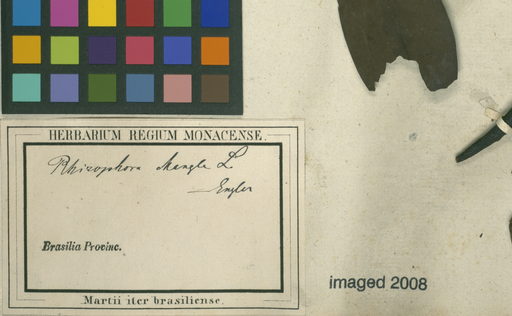 HERBARIUM REGIUM MONACENSE.
Rhizophora Mangle L
Engler
Brasilia Provinc.
Martii iter brasiliense.
imaged 2008